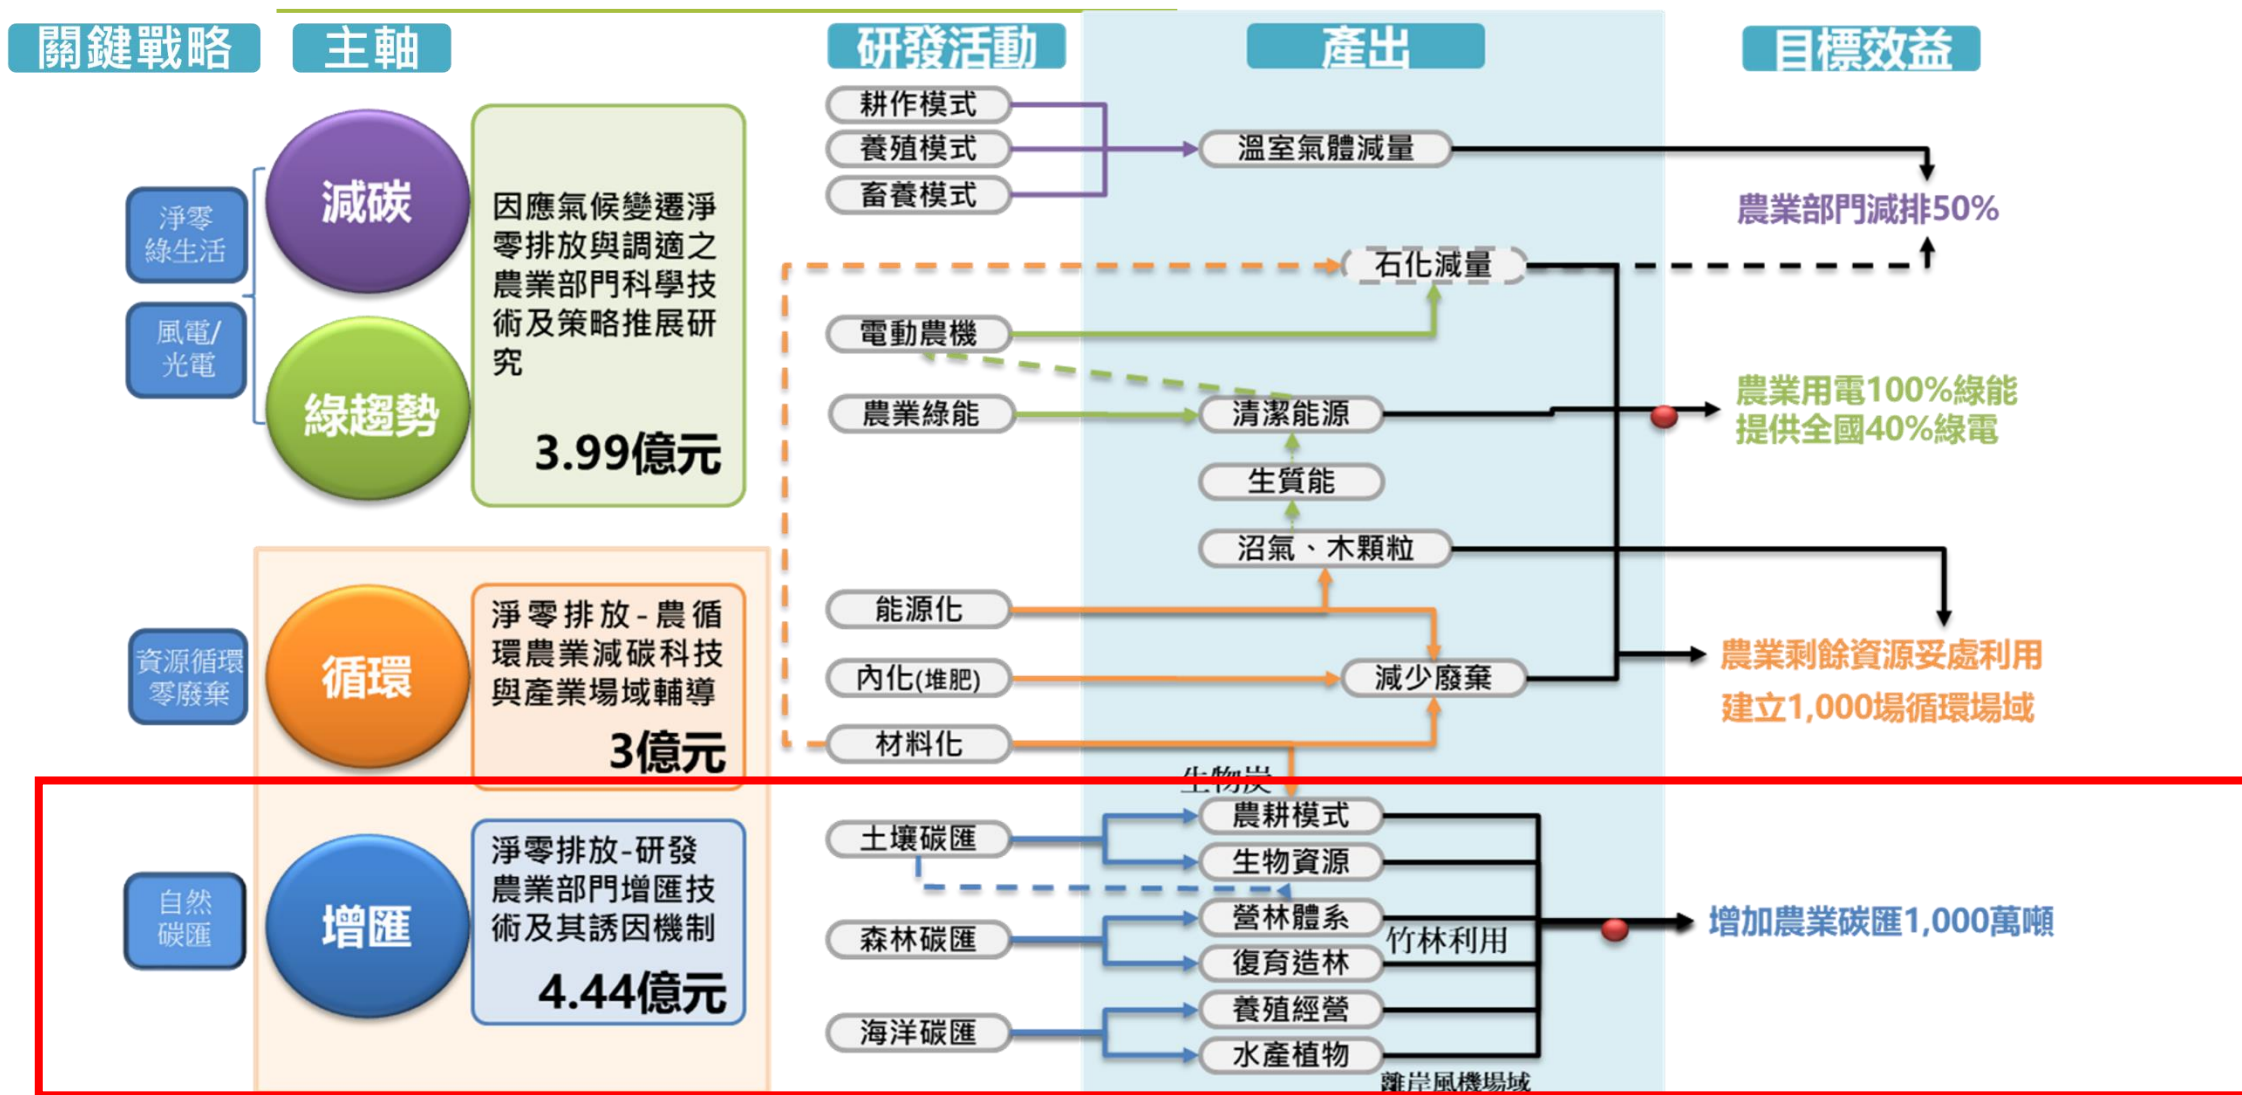 關鍵戰略
主軸
研發活動
產出
目標效益
淨零
綠生活
風電/
光電
減碳
綠趨勢
因應氣候變遷淨
零排放與調適之
農業部門科學技
術及策略推展研
究
3.99億元
耕作模式
養殖模式
畜養模式
溫室氣體減量
農業部門減排50%
石化減量
電動農機
農業綠能
清潔能源
農業用電100%綠能
提供全國40%綠電
生質能
沼氣、木顆粒
資源循環
零廢棄
循環
淨零排放-農循
環農業減碳科技
與產業場域輔導
3億元
能源化
內化(堆肥)
材料化
減少廢棄
農業剩餘資源妥處利用
建立1,000場循環場域
生物炭
自然
碳匯
增匯
淨零排放-研發
農業部門增匯技
術及其誘因機制
4.44億元
土壤碳匯
森林碳匯
海洋碳匯
農耕模式
生物資源
營林體系
竹林利用
復育造林
養殖經營
水產植物
離岸風機場域
增加農業碳匯1,000萬噸